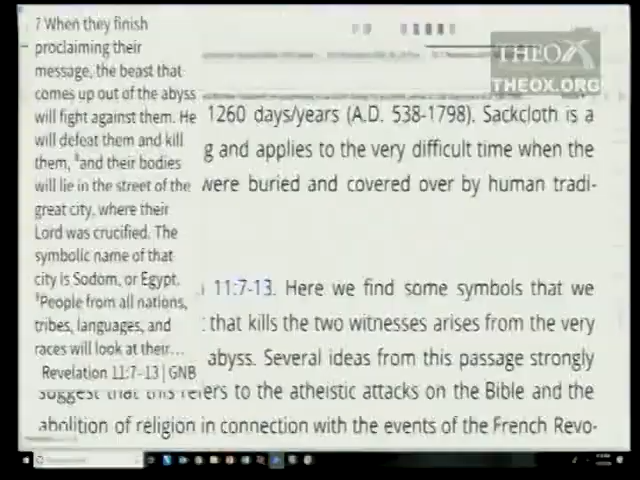 7 When they finish
proclaiming their
message, the beast that
comes up out of the abyss
will fight against them. He
will defeat them and kill
them, 8and their bodies
will lie in the street of the
great city, where their
Lord was crucified. The
symbolic name of that
city is Sodom, or Egypt.
9People from all nations,
tribes, languages, and
races will look at their...
Revelation 11:7–13 | GNB
THEOX
THEOX.ORG
1260 days/years (A.D. 538-1798). Sackcloth is a
g and applies to the very difficult time when the
were buried and covered over by human tradi-
11:7-13. Here we find some symbols that we
that kills the two witnesses arises from the very
abyss. Several ideas from this passage strongly
suggest that this refers to the atheistic attacks on the Bible and the
abolition of religion in connection with the events of the French Revo-